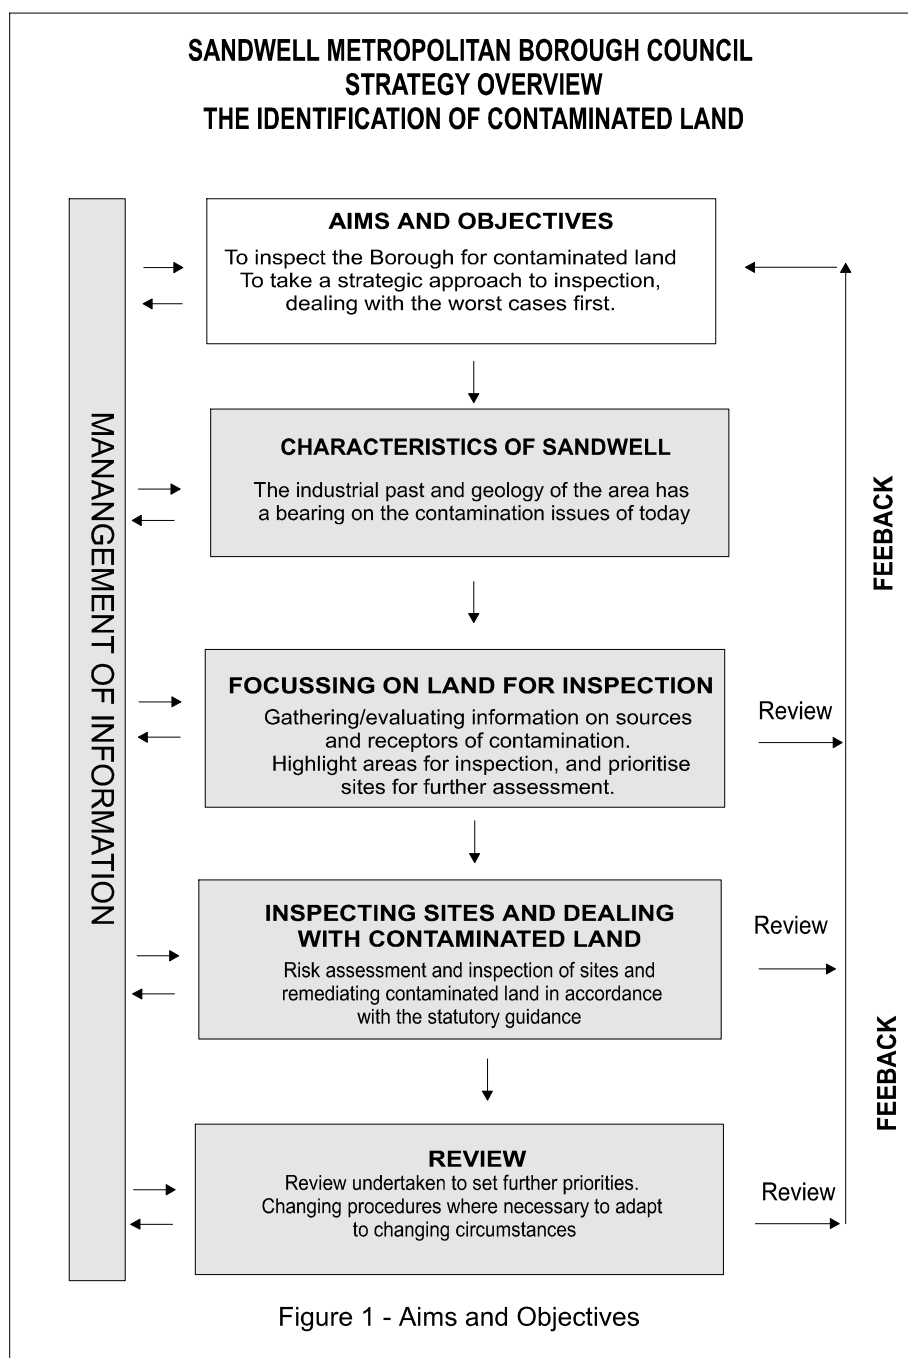 SANDWELL METROPOLITAN BOROUGH COUNCIL
STRATEGY OVERVIEW
THE IDENTIFICATION OF CONTAMINATED LAND
MANANGEMENT OF INFORMATION
AIMS AND OBJECTIVES
To inspect the Borough for contaminated land
To take a strategic approach to inspection,
dealing with the worst cases first.
CHARACTERISTICS OF SANDWELL
The industrial past and geology of the area has
a bearing on the contamination issues of today
FEEBACK
FOCUSSING ON LAND FOR INSPECTION
Gathering/evaluating information on sources
and receptors of contamination.
Highlight areas for inspection, and prioritise
sites for further assessment.
Review
INSPECTING SITES AND DEALING
WITH CONTAMINATED LAND
Risk assessment and inspection of sites and
remediating contaminated land in accordance
with the statutory guidance
Review
FEEBACK
REVIEW
Review undertaken to set further priorities.
Changing procedures where necessary to adapt
to changing circumstances
Review
Figure 1 - Aims and Objectives